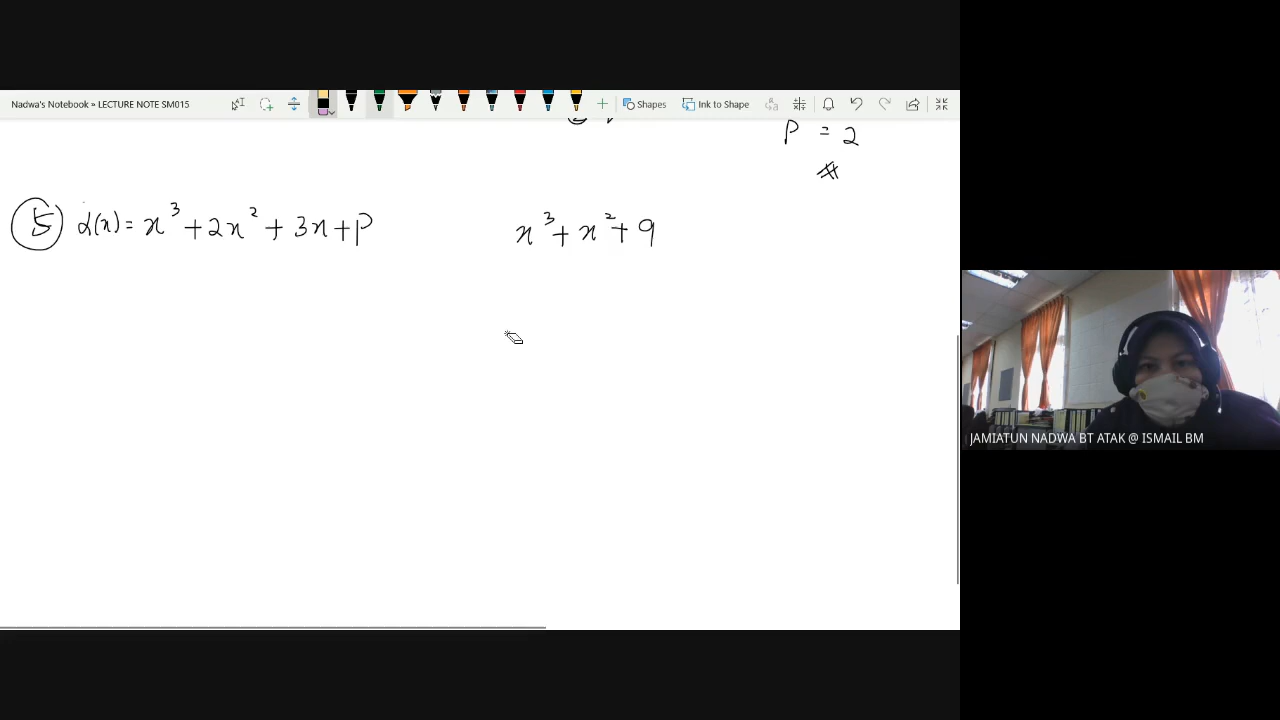 Nadwa's Notebook » LECTURE NOTE SM015
Shapes
Ink to Shape
P = 2
5 α(x) = x³ + 2x² + 3x + P
x³ + x² + 9
JAMIATUN NADWA BT ATAK @ ISMAIL BM